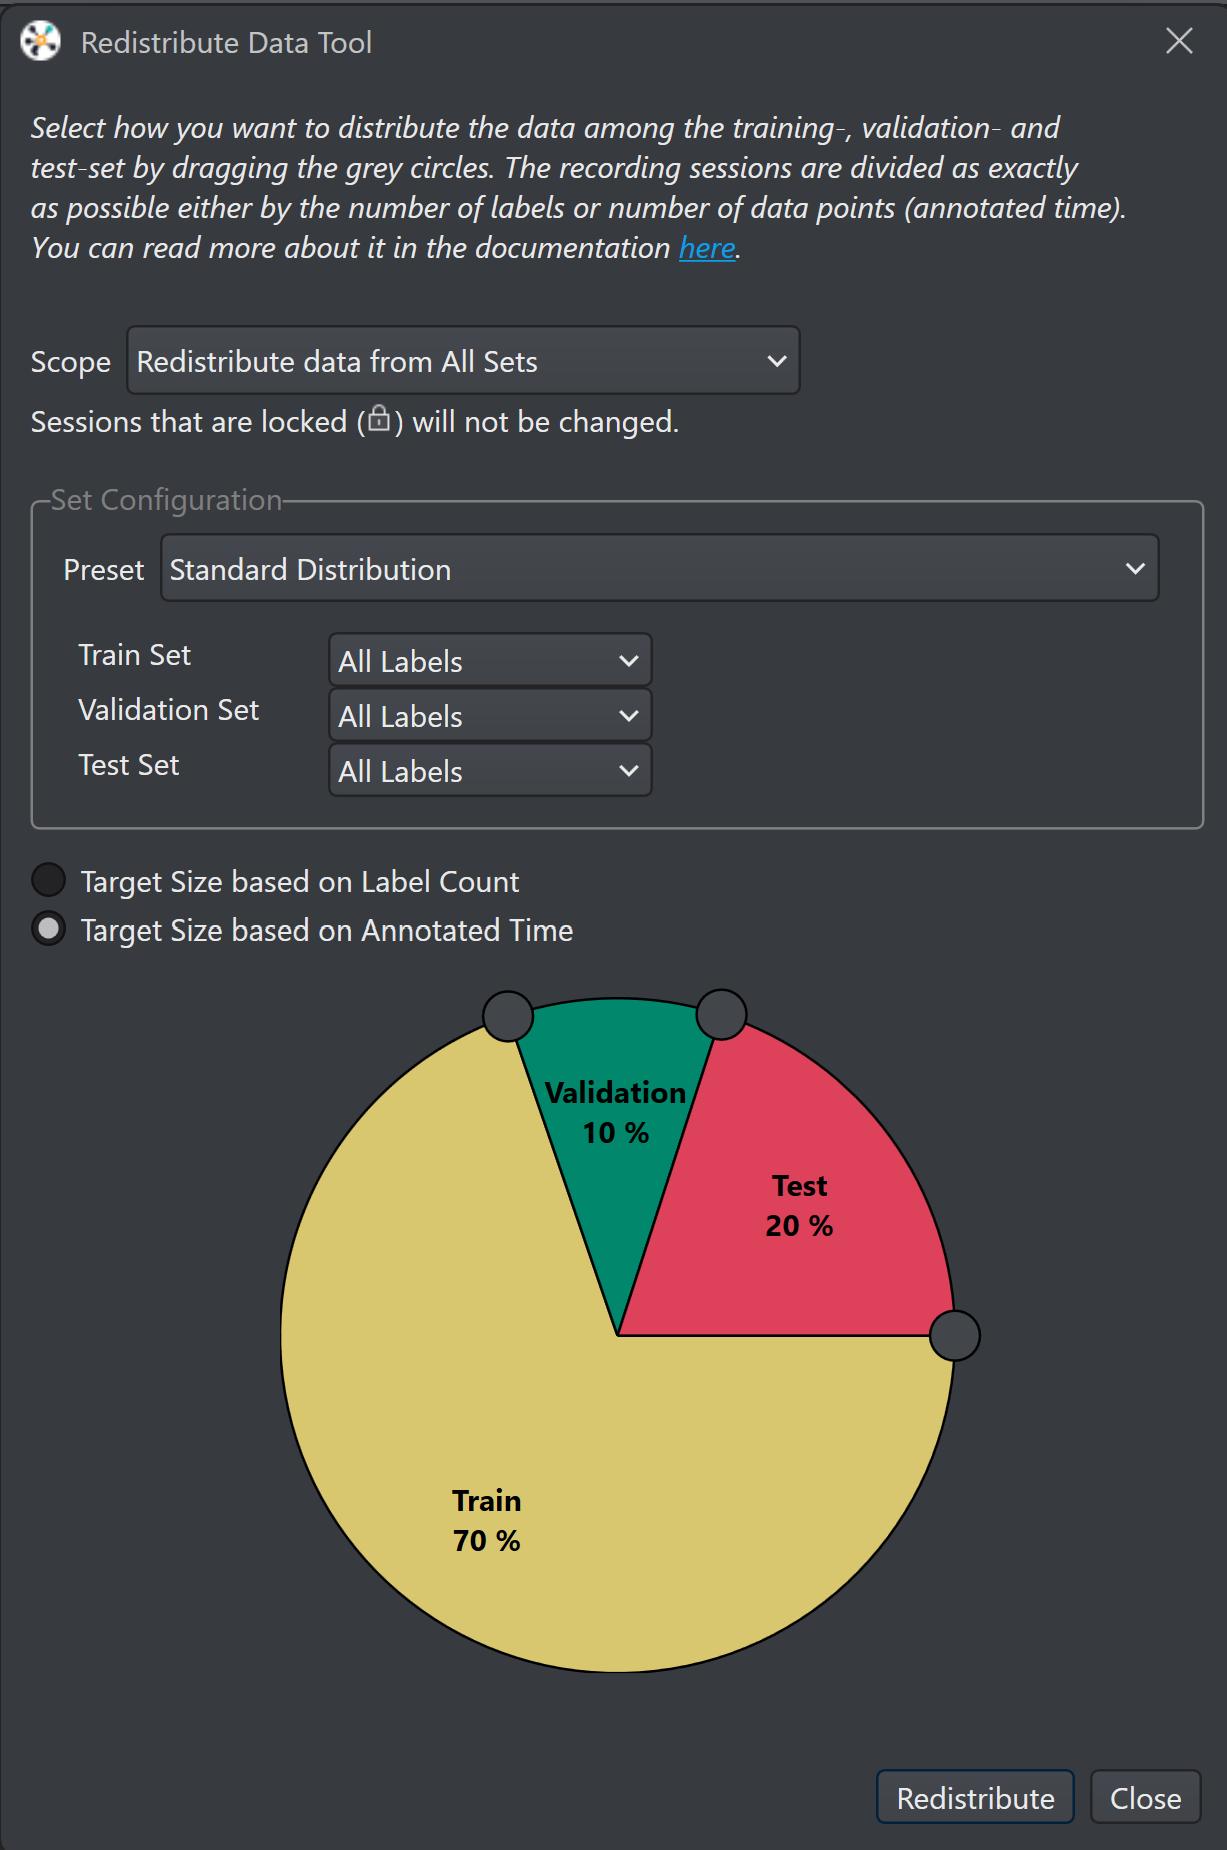 Redistribute Data Tool
Select how you want to distribute the data among the training-, validation- and
test-set by dragging the grey circles. The recording sessions are divided as exactly
as possible either by the number of labels or number of data points (annotated time).
You can read more about it in the documentation here.
Scope Redistribute data from All Sets
Sessions that are locked () will not be changed.
Set Configuration
Preset Standard Distribution
Train Set All Labels
Validation Set All Labels
Test Set All Labels
Target Size based on Label Count
Target Size based on Annotated Time
Validation
10 %
Test
20 %
Train
70 %
Redistribute Close